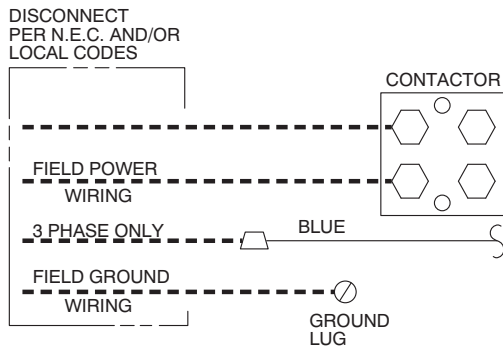 DISCONNECT
PER N.E.C. AND/OR
LOCAL CODES
CONTACTOR
FIELD POWER
WIRING
3 PHASE ONLY
BLUE
FIELD GROUND
WIRING
GROUND
LUG